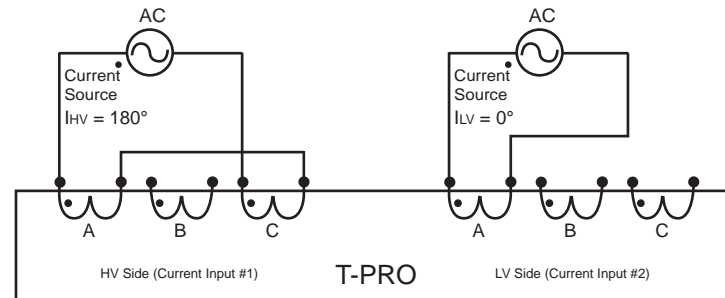 AC
Current
Source
IHV = 180°
A
B
C
HV Side (Current Input #1)
T-PRO
AC
Current
Source
ILV = 0°
A
B
C
LV Side (Current Input #2)